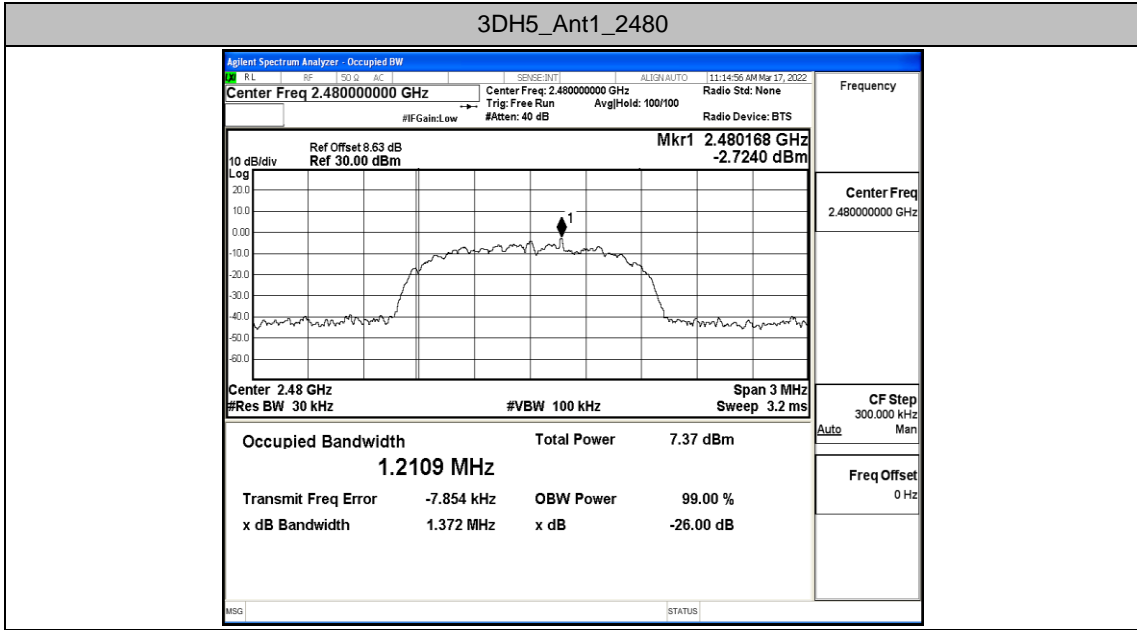 3DH5_Ant1_2480
Agilent Spectrum Analyzer - Occupied BW
LXI RL RF 50 Ω AC SENSE:INT ALIGN AUTO 11:14:56 AM Mar 17, 2022
Center Freq 2.480000000 GHz
Center Freq: 2.480000000 GHz Radio Std: None
Trig: Free Run Avg|Hold: 100/100
#IFGain:Low #Atten: 40 dB Radio Device: BTS
Frequency
Mkr1 2.480168 GHz
-2.7240 dBm
Ref Offset 8.63 dB
10 dB/div Ref 30.00 dBm
Log
20.0
10.0
0.00
-10.0
-20.0
-30.0
-40.0
-50.0
-60.0
1
Center 2.48 GHz Span 3 MHz
#Res BW 30 kHz #VBW 100 kHz Sweep 3.2 ms
Center Freq
2.480000000 GHz
CF Step
300.000 kHz
Auto Man
Freq Offset
0 Hz
Occupied Bandwidth Total Power 7.37 dBm
1.2109 MHz
Transmit Freq Error -7.854 kHz OBW Power 99.00 %
x dB Bandwidth 1.372 MHz x dB -26.00 dB
MSG STATUS